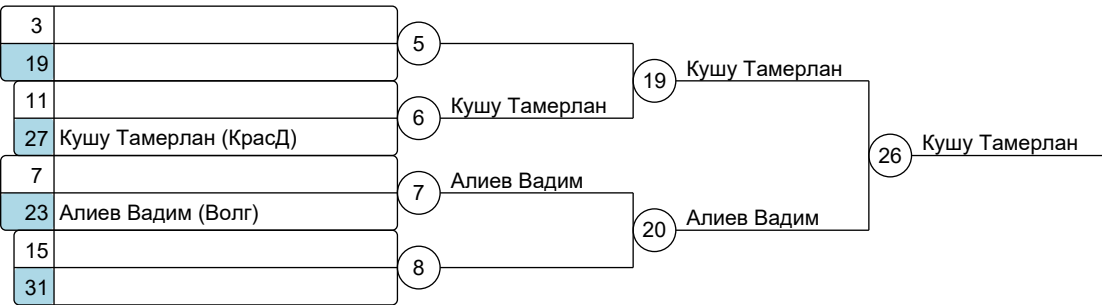 3
5
19
19 Кушу Тамерлан
11
6 Кушу Тамерлан
27 Кушу Тамерлан (КрасД)
26 Кушу Тамерлан
7
7 Алиев Вадим
23 Алиев Вадим (Волг)
20 Алиев Вадим
15
8
31